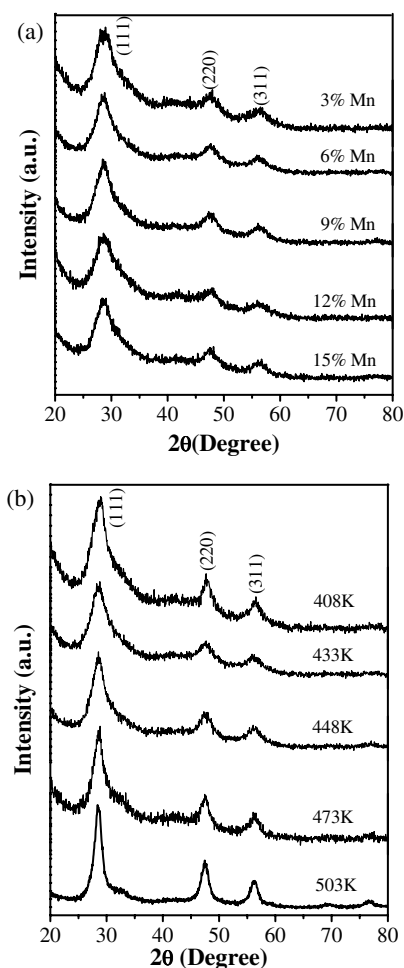 (a)
(111)
(220)
(311)
3% Mn
6% Mn
9% Mn
12% Mn
15% Mn
Intensity (a.u.)
20 30 40 50 60 70 80
2θ(Degree)
(b)
(111)
(220)
(311)
408K
433K
448K
473K
503K
Intensity (a.u.)
20 30 40 50 60 70 80
2θ (Degree)